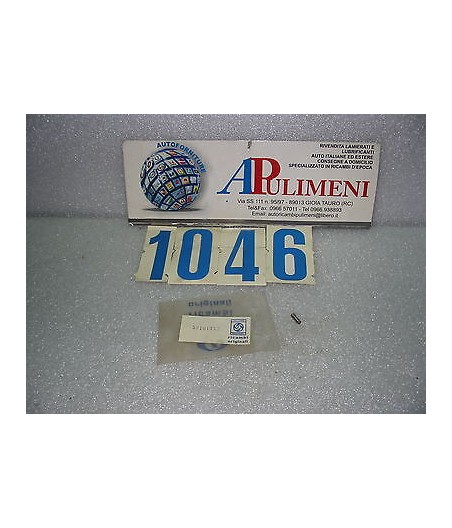 AUTOFORNITURE
APULIMENI
RIVENDITA LAMIERATI E
LUBRIFICANTI
AUTO ITALIANE ED ESTERE
CONSEGNE A DOMICILIO
SPECIALIZZATO IN RICAMBI D'EPOCA
Via SS 111 n. 95/97 - 89013 GIOIA TAURO (RC)
Tel&Fax. 0966 57011 - Tel 0966.938893
Email: autoricambipulimeni@libero.it
1046
originali
ricambi
ricambi
originali